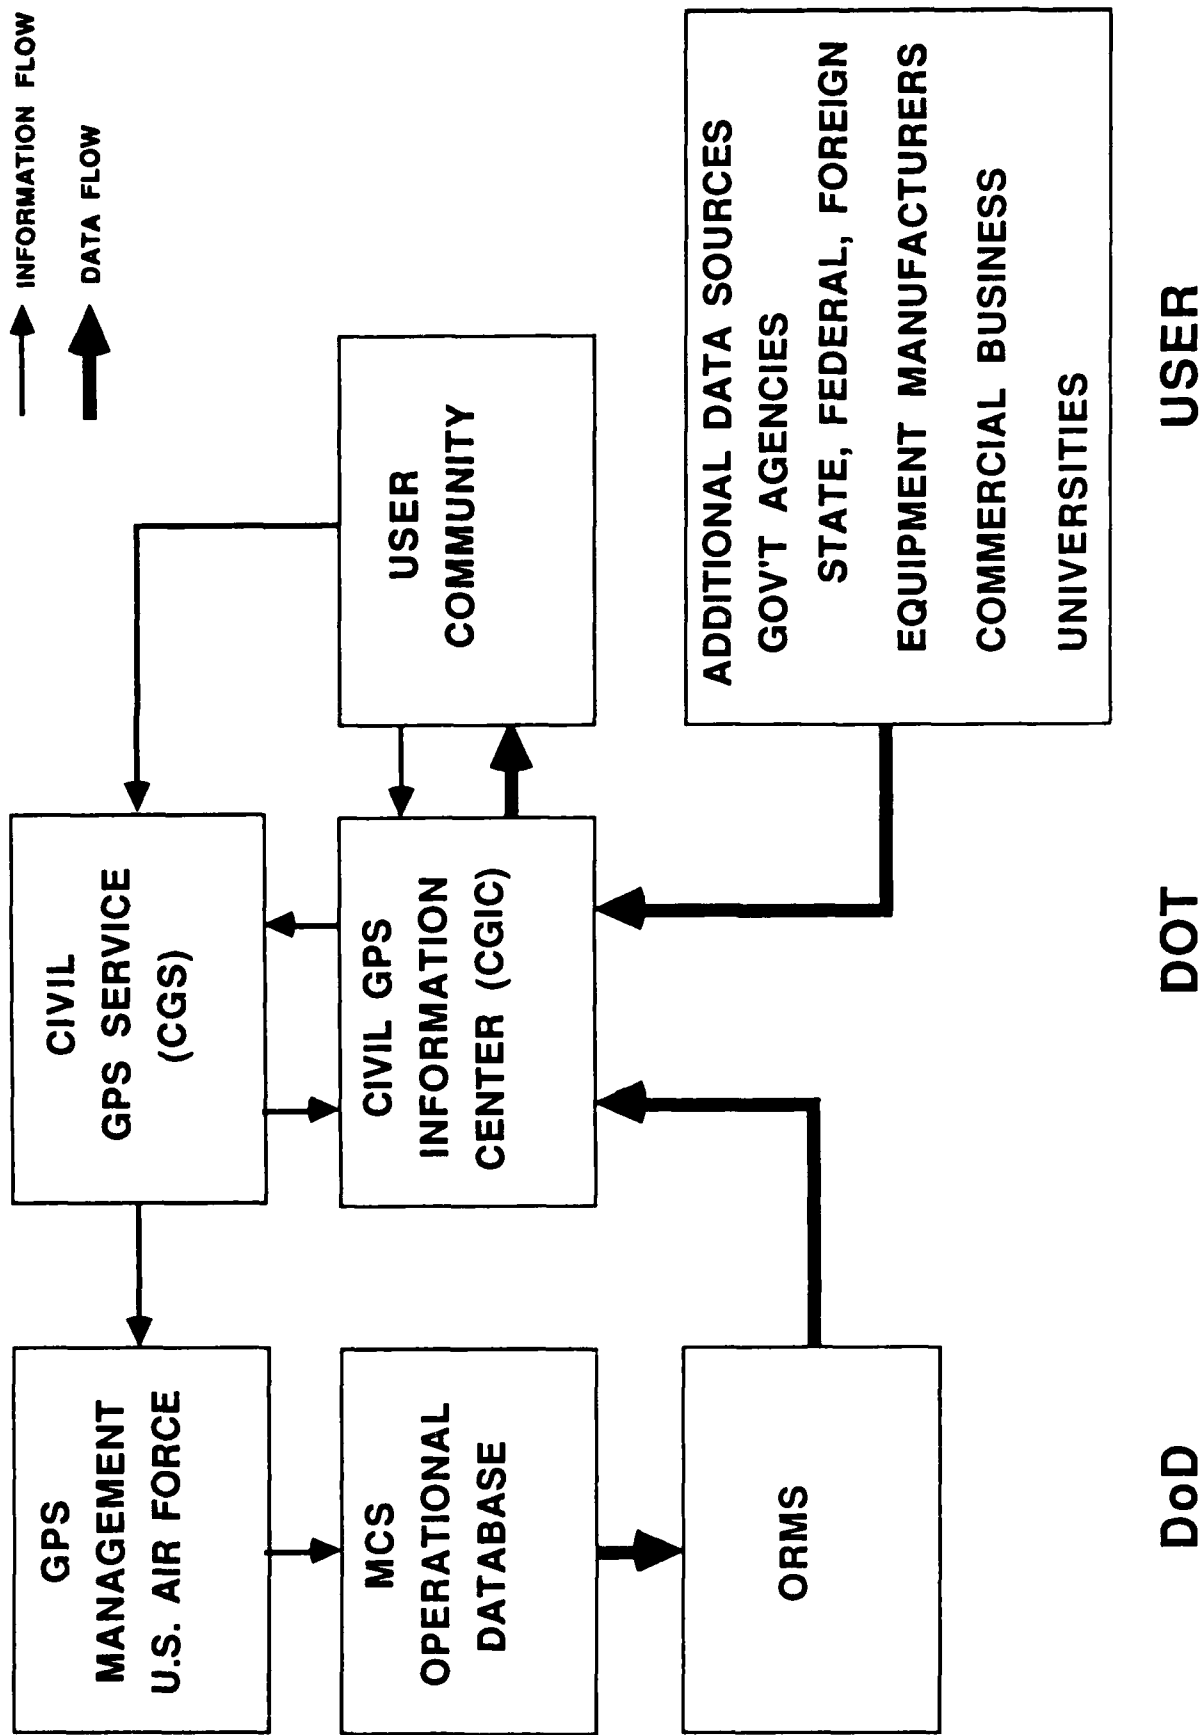 INFORMATION FLOW
DATA FLOW
GPS
MANAGEMENT
U.S. AIR FORCE
CIVIL
GPS SERVICE
(CGS)
MCS
OPERATIONAL
DATABASE
CIVIL GPS
INFORMATION
CENTER (CGIC)
USER
COMMUNITY
ORMS
ADDITIONAL DATA SOURCES
GOV'T AGENCIES
STATE, FEDERAL, FOREIGN
EQUIPMENT MANUFACTURERS
COMMERCIAL BUSINESS
UNIVERSITIES
DoD
DOT
USER